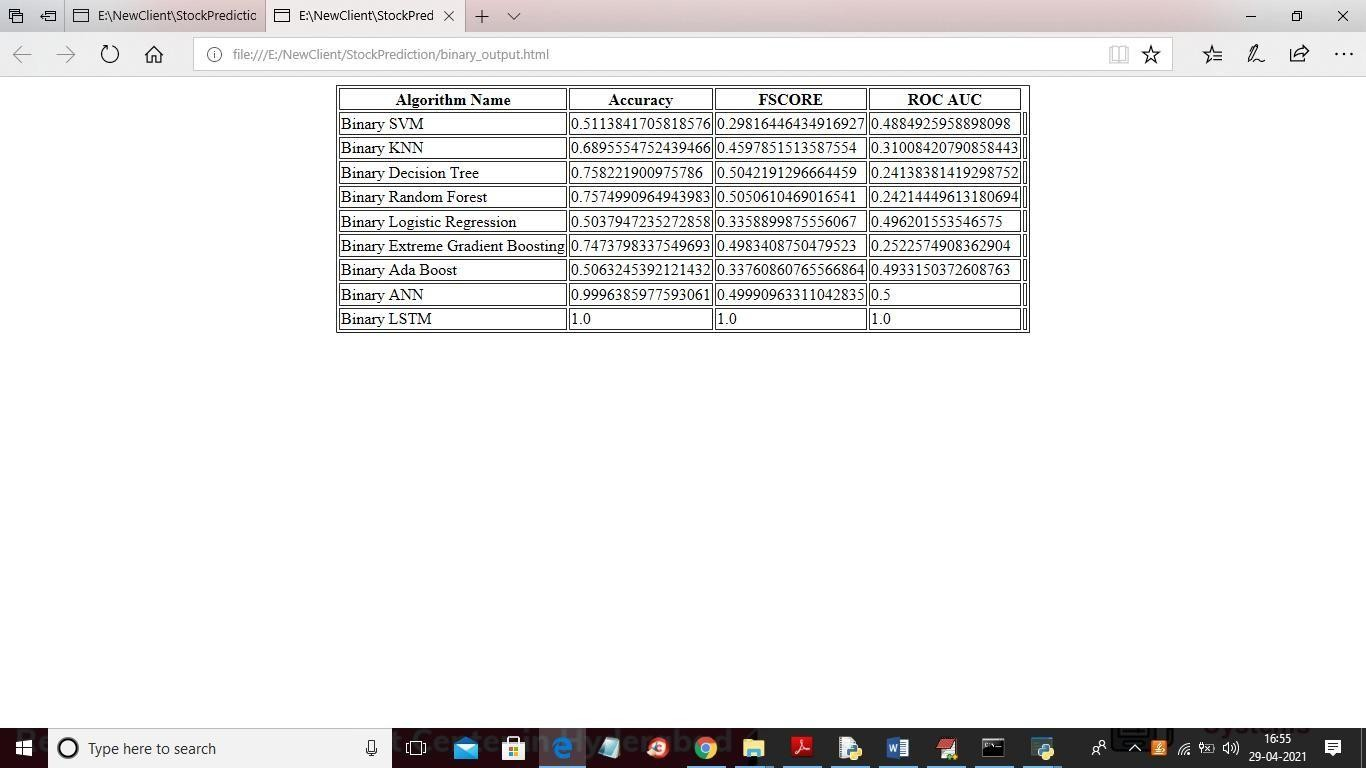 E:\NewClient\StockPredictic
E:\NewClient\StockPred
file:///E:/NewClient/StockPrediction/binary_output.html
Algorithm Name Accuracy FSCORE ROC AUC
Binary SVM 0.5113841705818576 0.29816446434916927 0.4884925958898098
Binary KNN 0.6895554752439466 0.4597851513587554 0.31008420790858443
Binary Decision Tree 0.758221900975786 0.5042191296664459 0.24138381419298752
Binary Random Forest 0.7574990964943983 0.5050610469016541 0.24214449613180694
Binary Logistic Regression 0.5037947235272858 0.3358899875556067 0.496201553546575
Binary Extreme Gradient Boosting 0.7473798337549693 0.4983408750479523 0.2522574908362904
Binary Ada Boost 0.5063245392121432 0.33760860765566864 0.4933150372608763
Binary ANN 0.9996385977593061 0.49990963311042835 0.5
Binary LSTM 1.0 1.0 1.0
Type here to search
16:55
29-04-2021